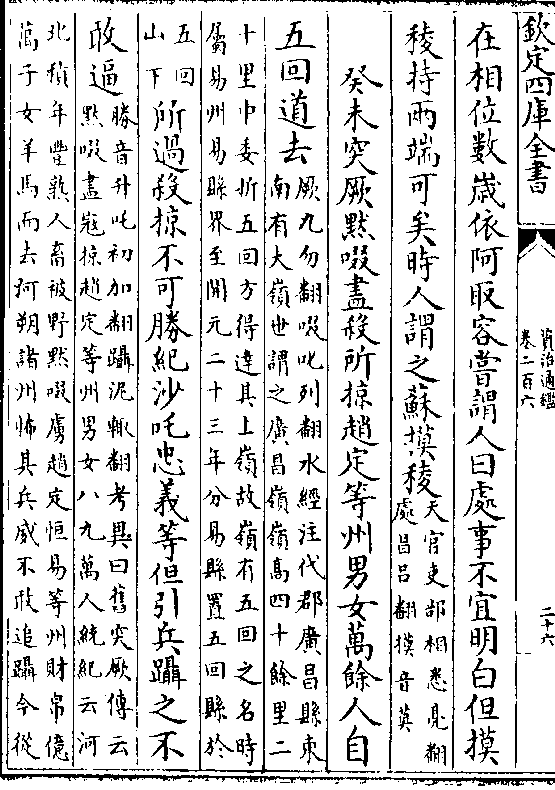 欽定四庫全書
資治通鑑
卷二百六
二十六
在相位數歲依阿取容嘗謂人曰處事不宜明白但摸
稜持兩端可矣時人謂之蘇摸稜天官吏部相悉亮翻
處昌呂翻摸音莫
癸未突厥默啜盡殺所掠趙定等州男女萬餘人自
五回道去厥九勿翻啜叱列翻水經注代郡廣昌縣東
南有大嶺世謂之廣昌嶺嶺高四十餘里二
十里中委折五回方得達其上嶺故嶺有五回之名時
屬易州易縣界至開元二十三年分易縣置五回縣於
五回
山下所過殺掠不可勝紀沙吒忠義等但引兵躡之不
敢逼勝音升吒初加翻躡泥輒翻考異曰舊突厥傳云
默啜盡寇掠趙定等州男女八九萬人統紀云河
北積年豐熟人畜被野默啜虜趙定恒易等州財帛億
萬子女羊馬而去河朔諸州怖其兵威不敢追躡今從